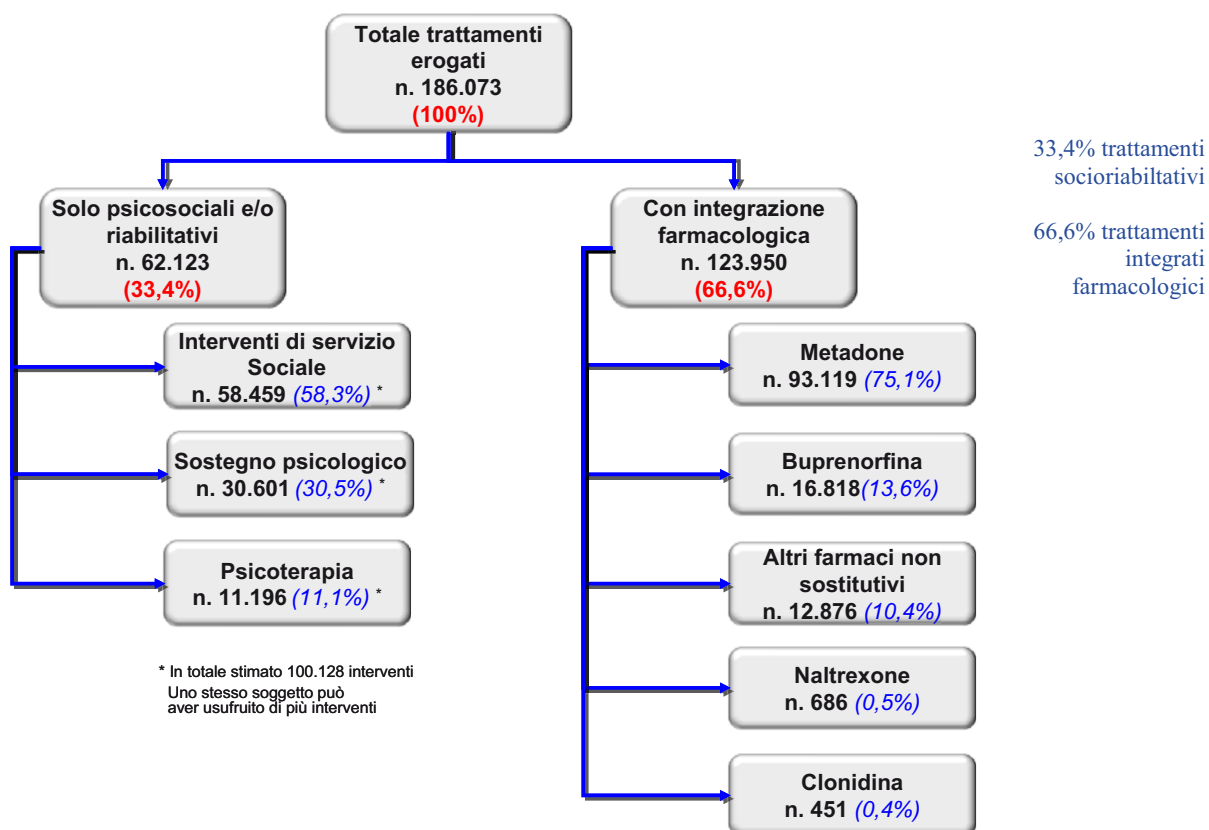 Totale trattamenti
erogati
n. 186.073
(100%)
33,4% trattamenti
socioriabiltativi
66,6% trattamenti
integrati
farmacologici
Solo psicosociali e/o
riabilitativi
n. 62.123
(33,4%)
Con integrazione
farmacologica
n. 123.950
(66,6%)
Interventi di servizio
Sociale
n. 58.459 (58,3%) *
Sostegno psicologico
n. 30.601 (30,5%) *
Psicoterapia
n. 11.196 (11,1%) *
* In totale stimato 100.128 interventi
Uno stesso soggetto può
aver usufruito di più interventi
Metadone
n. 93.119 (75,1%)
Buprenorfina
n. 16.818(13,6%)
Altri farmaci non
sostitutivi
n. 12.876 (10,4%)
Naltrexone
n. 686 (0,5%)
Clonidina
n. 451 (0,4%)